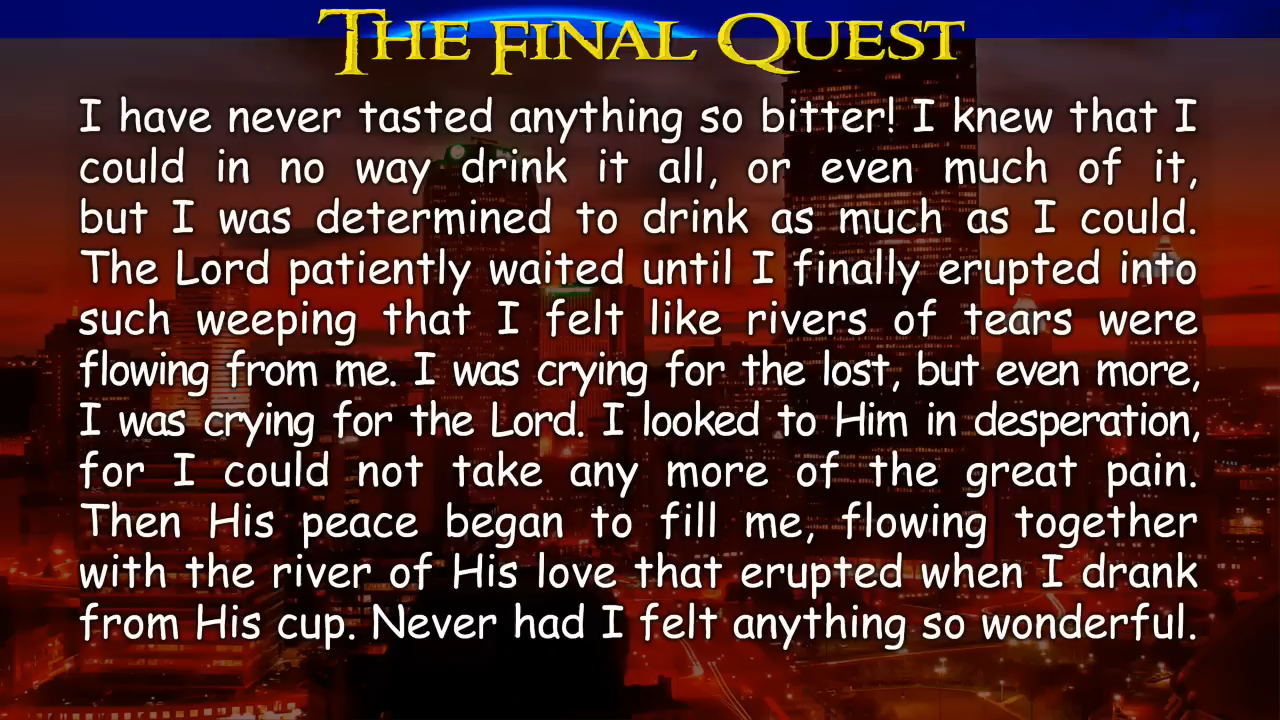 THE FINAL QUEST
I have never tasted anything so bitter! I knew that I
could in no way drink it all, or even much of it,
but I was determined to drink as much as I could.
The Lord patiently waited until I finally erupted into
such weeping that I felt like rivers of tears were
flowing from me. I was crying for the lost, but even more,
I was crying for the Lord. I looked to Him in desperation,
for I could not take any more of the great pain.
Then His peace began to fill me, flowing together
with the river of His love that erupted when I drank
from His cup. Never had I felt anything so wonderful.